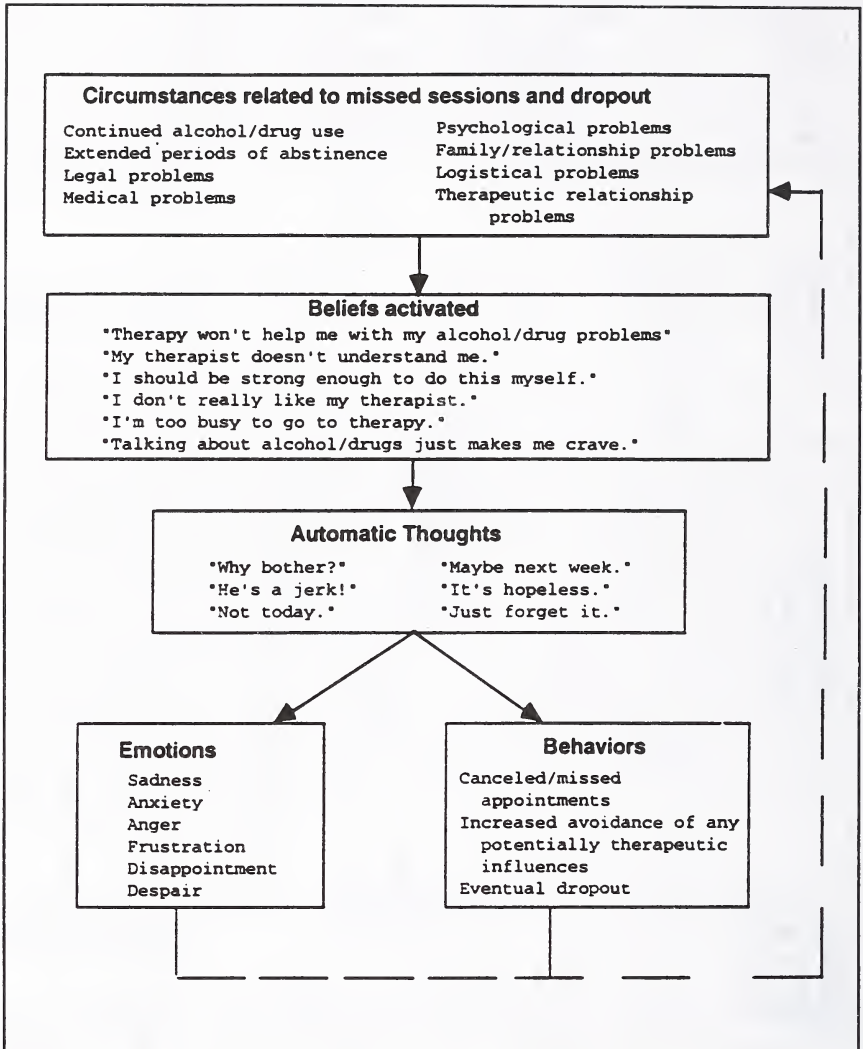 Circumstances related to missed sessions and dropout
Continued alcohol/drug use
Extended periods of abstinence
Legal problems
Medical problems
Psychological problems
Family/relationship problems
Logistical problems
Therapeutic relationship
problems
Beliefs activated
"Therapy won't help me with my alcohol/drug problems"
"My therapist doesn't understand me."
"I should be strong enough to do this myself."
"I don't really like my therapist."
"I'm too busy to go to therapy."
"Talking about alcohol/drugs just makes me crave."
Automatic Thoughts
"Why bother?"
"He's a jerk!"
"Not today."
"Maybe next week."
"It's hopeless."
"Just forget it."
Emotions
Sadness
Anxiety
Anger
Frustration
Disappointment
Despair
Behaviors
Canceled/missed
appointments
Increased avoidance of any
potentially therapeutic
influences
Eventual dropout